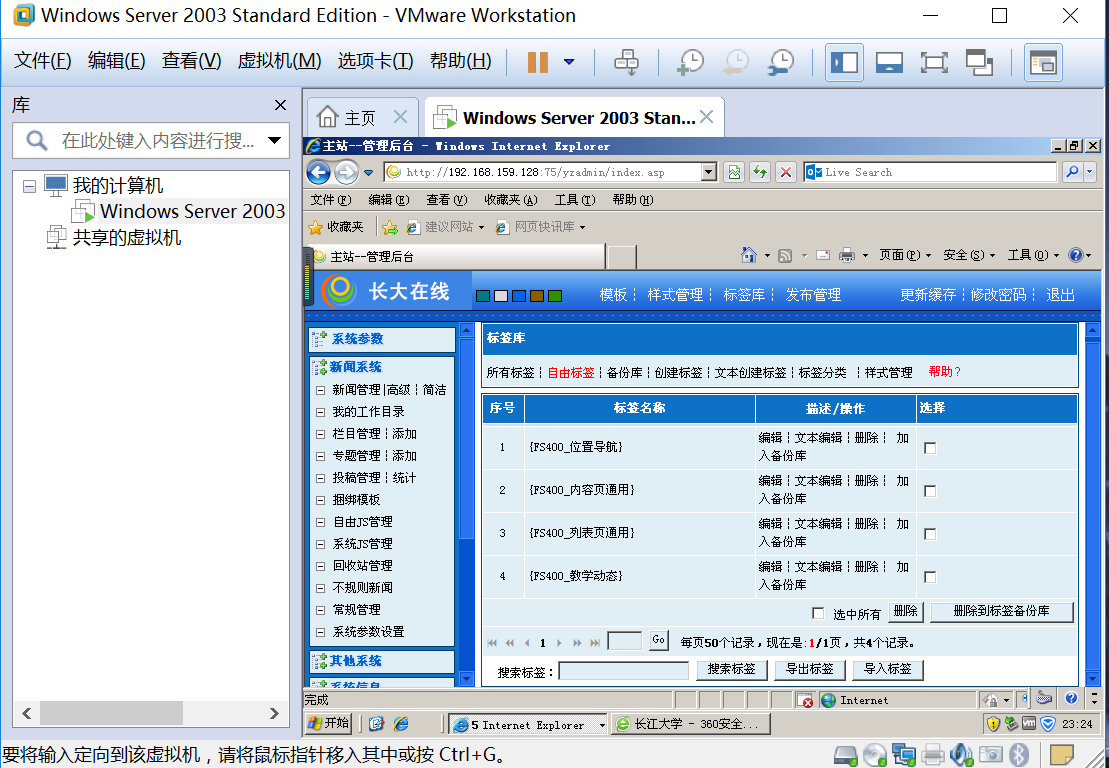 Windows Server 2003 Standard Edition - VMware Workstation
文件(F) 编辑(E) 查看(V) 虚拟机(M) 选项卡(T) 帮助(H)
库
在此处键入内容进行搜...
我的计算机
Windows Server 2003
共享的虚拟机
主页 Windows Server 2003 Stan...
主站--管理后台 - Windows Internet Explorer
http://192.168.159.128:75/yzadmin/index.asp Live Search
文件(F) 编辑(E) 查看(V) 收藏夹(A) 工具(T) 帮助(H)
收藏夹 建议网站 网页快讯库
主站--管理后台 页面(P) 安全(S) 工具(O)
长大在线 模板┆ 样式管理┆ 标签库┆ 发布管理 更新缓存┆修改密码┆ 退出
系统参数
新闻系统
新闻管理|高级┆简洁
我的工作目录
栏目管理┆添加
专题管理┆添加
投稿管理┆统计
捆绑模板
自由JS管理
系统JS管理
回收站管理
不规则新闻
常规管理
系统参数设置
其他系统
系统信息
标签库
所有标签┆自由标签┆备份库┆创建标签┆文本创建标签┆标签分类 ┆样式管理 帮助?
序号 标签名称 描述/操作 选择
1 {FS400_位置导航} 编辑┆文本编辑┆删除┆ 加
入备份库
2 {FS400_内容页通用} 编辑┆文本编辑┆删除┆ 加
入备份库
3 {FS400_列表页通用} 编辑┆文本编辑┆删除┆ 加
入备份库
4 {FS400_教学动态} 编辑┆文本编辑┆删除┆ 加
入备份库
选中所有 删除 删除到标签备份库
1 Go 每页50个记录,现在是:1/1页,共4个记录。
搜索标签: 搜索标签 导出标签 导入标签
完成 Internet
开始 5 Internet Explorer 长江大学 - 360安全... 23:24
要将输入定向到该虚拟机，请将鼠标指针移入其中或按 Ctrl+G。